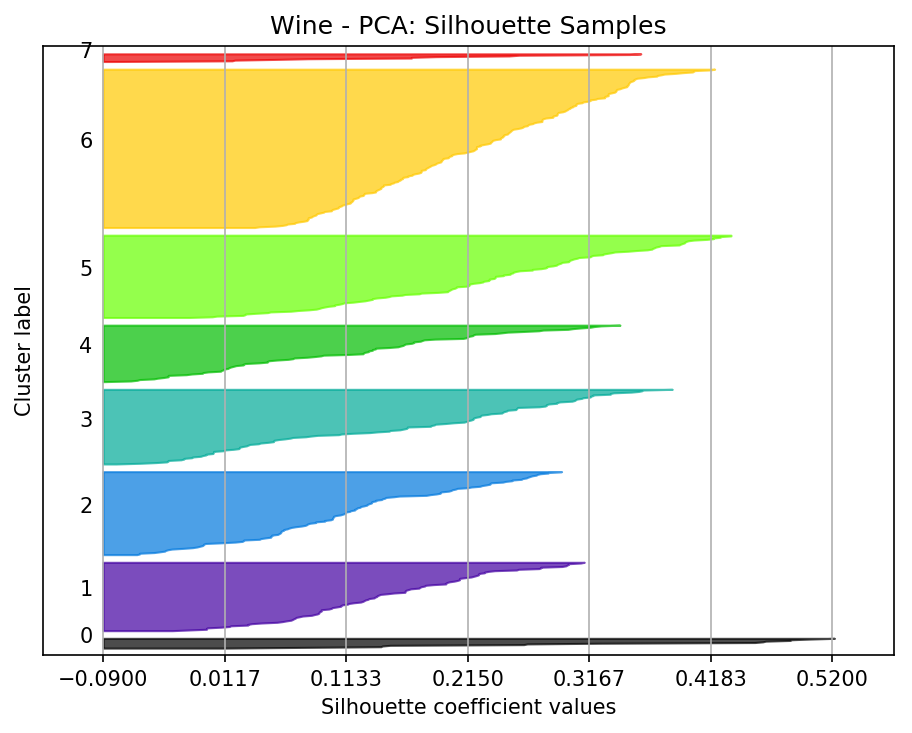 Wine - PCA: Silhouette Samples
7
6
5
4
3
2
1
0
Cluster label
−0.0900 0.0117 0.1133 0.2150 0.3167 0.4183 0.5200
Silhouette coefficient values